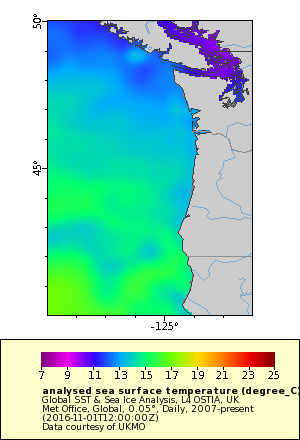 50°
45°
-125°
7 9 11 13 15 17 19 21 23 25
analysed sea surface temperature (degree_C)
Global SST & Sea Ice Analysis, L4 OSTIA, UK
Met Office, Global, 0.05°, Daily, 2007-present
(2016-11-01T12:00:00Z)
Data courtesy of UKMO